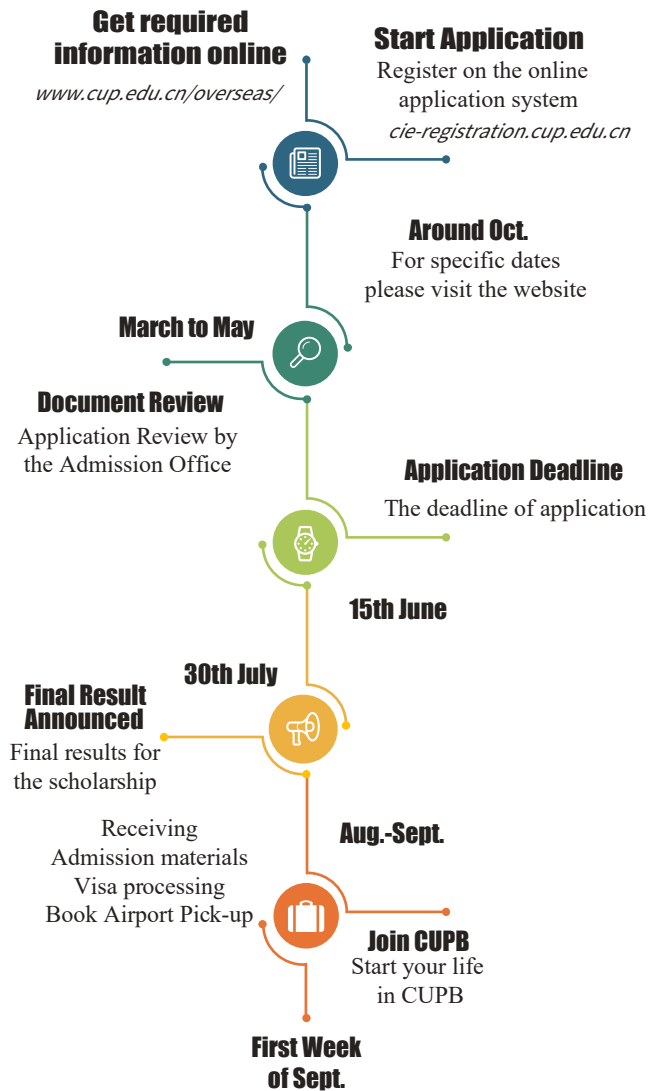 Get required
information online
www.cup.edu.cn/overseas/
Start Application
Register on the online
application system
cie-registration.cup.edu.cn
Around Oct.
For specific dates
please visit the website
March to May
Document Review
Application Review by
the Admission Office
Application Deadline
The deadline of application
15th June
30th July
Final Result
Announced
Final results for
the scholarship
Aug.-Sept.
Receiving
Admission materials
Visa processing
Book Airport Pick-up
Join CUPB
Start your life
in CUPB
First Week
of Sept.